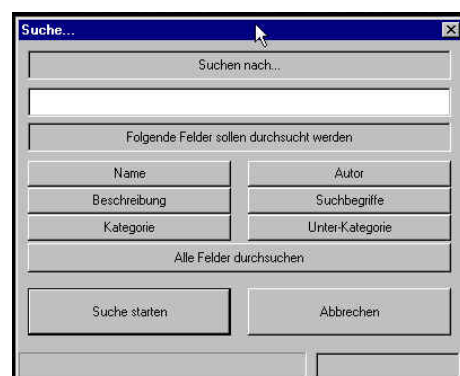 Suche...
Suchen nach...
Folgende Felder sollen durchsucht werden
Name
Autor
Beschreibung
Suchbegriffe
Kategorie
Unter-Kategorie
Alle Felder durchsuchen
Suche starten
Abbrechen